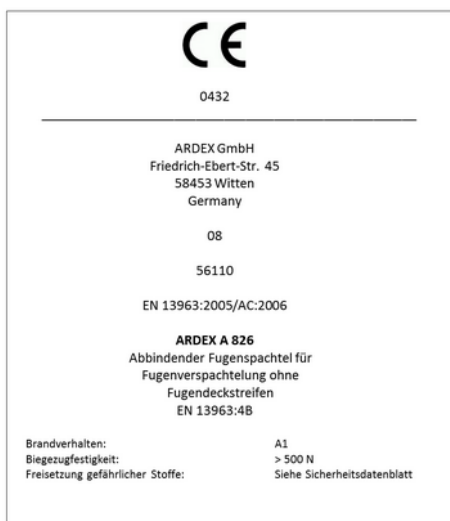 CE
0432
ARDEX GmbH
Friedrich-Ebert-Str. 45
58453 Witten
Germany
08
56110
EN 13963:2005/AC:2006
ARDEX A 826
Abbindender Fugenspachtel für
Fugenverspachtelung ohne
Fugendeckstreifen
EN 13963:4B
Brandverhalten: A1
Biegezugfestigkeit: > 500 N
Freisetzung gefährlicher Stoffe: Siehe Sicherheitsdatenblatt